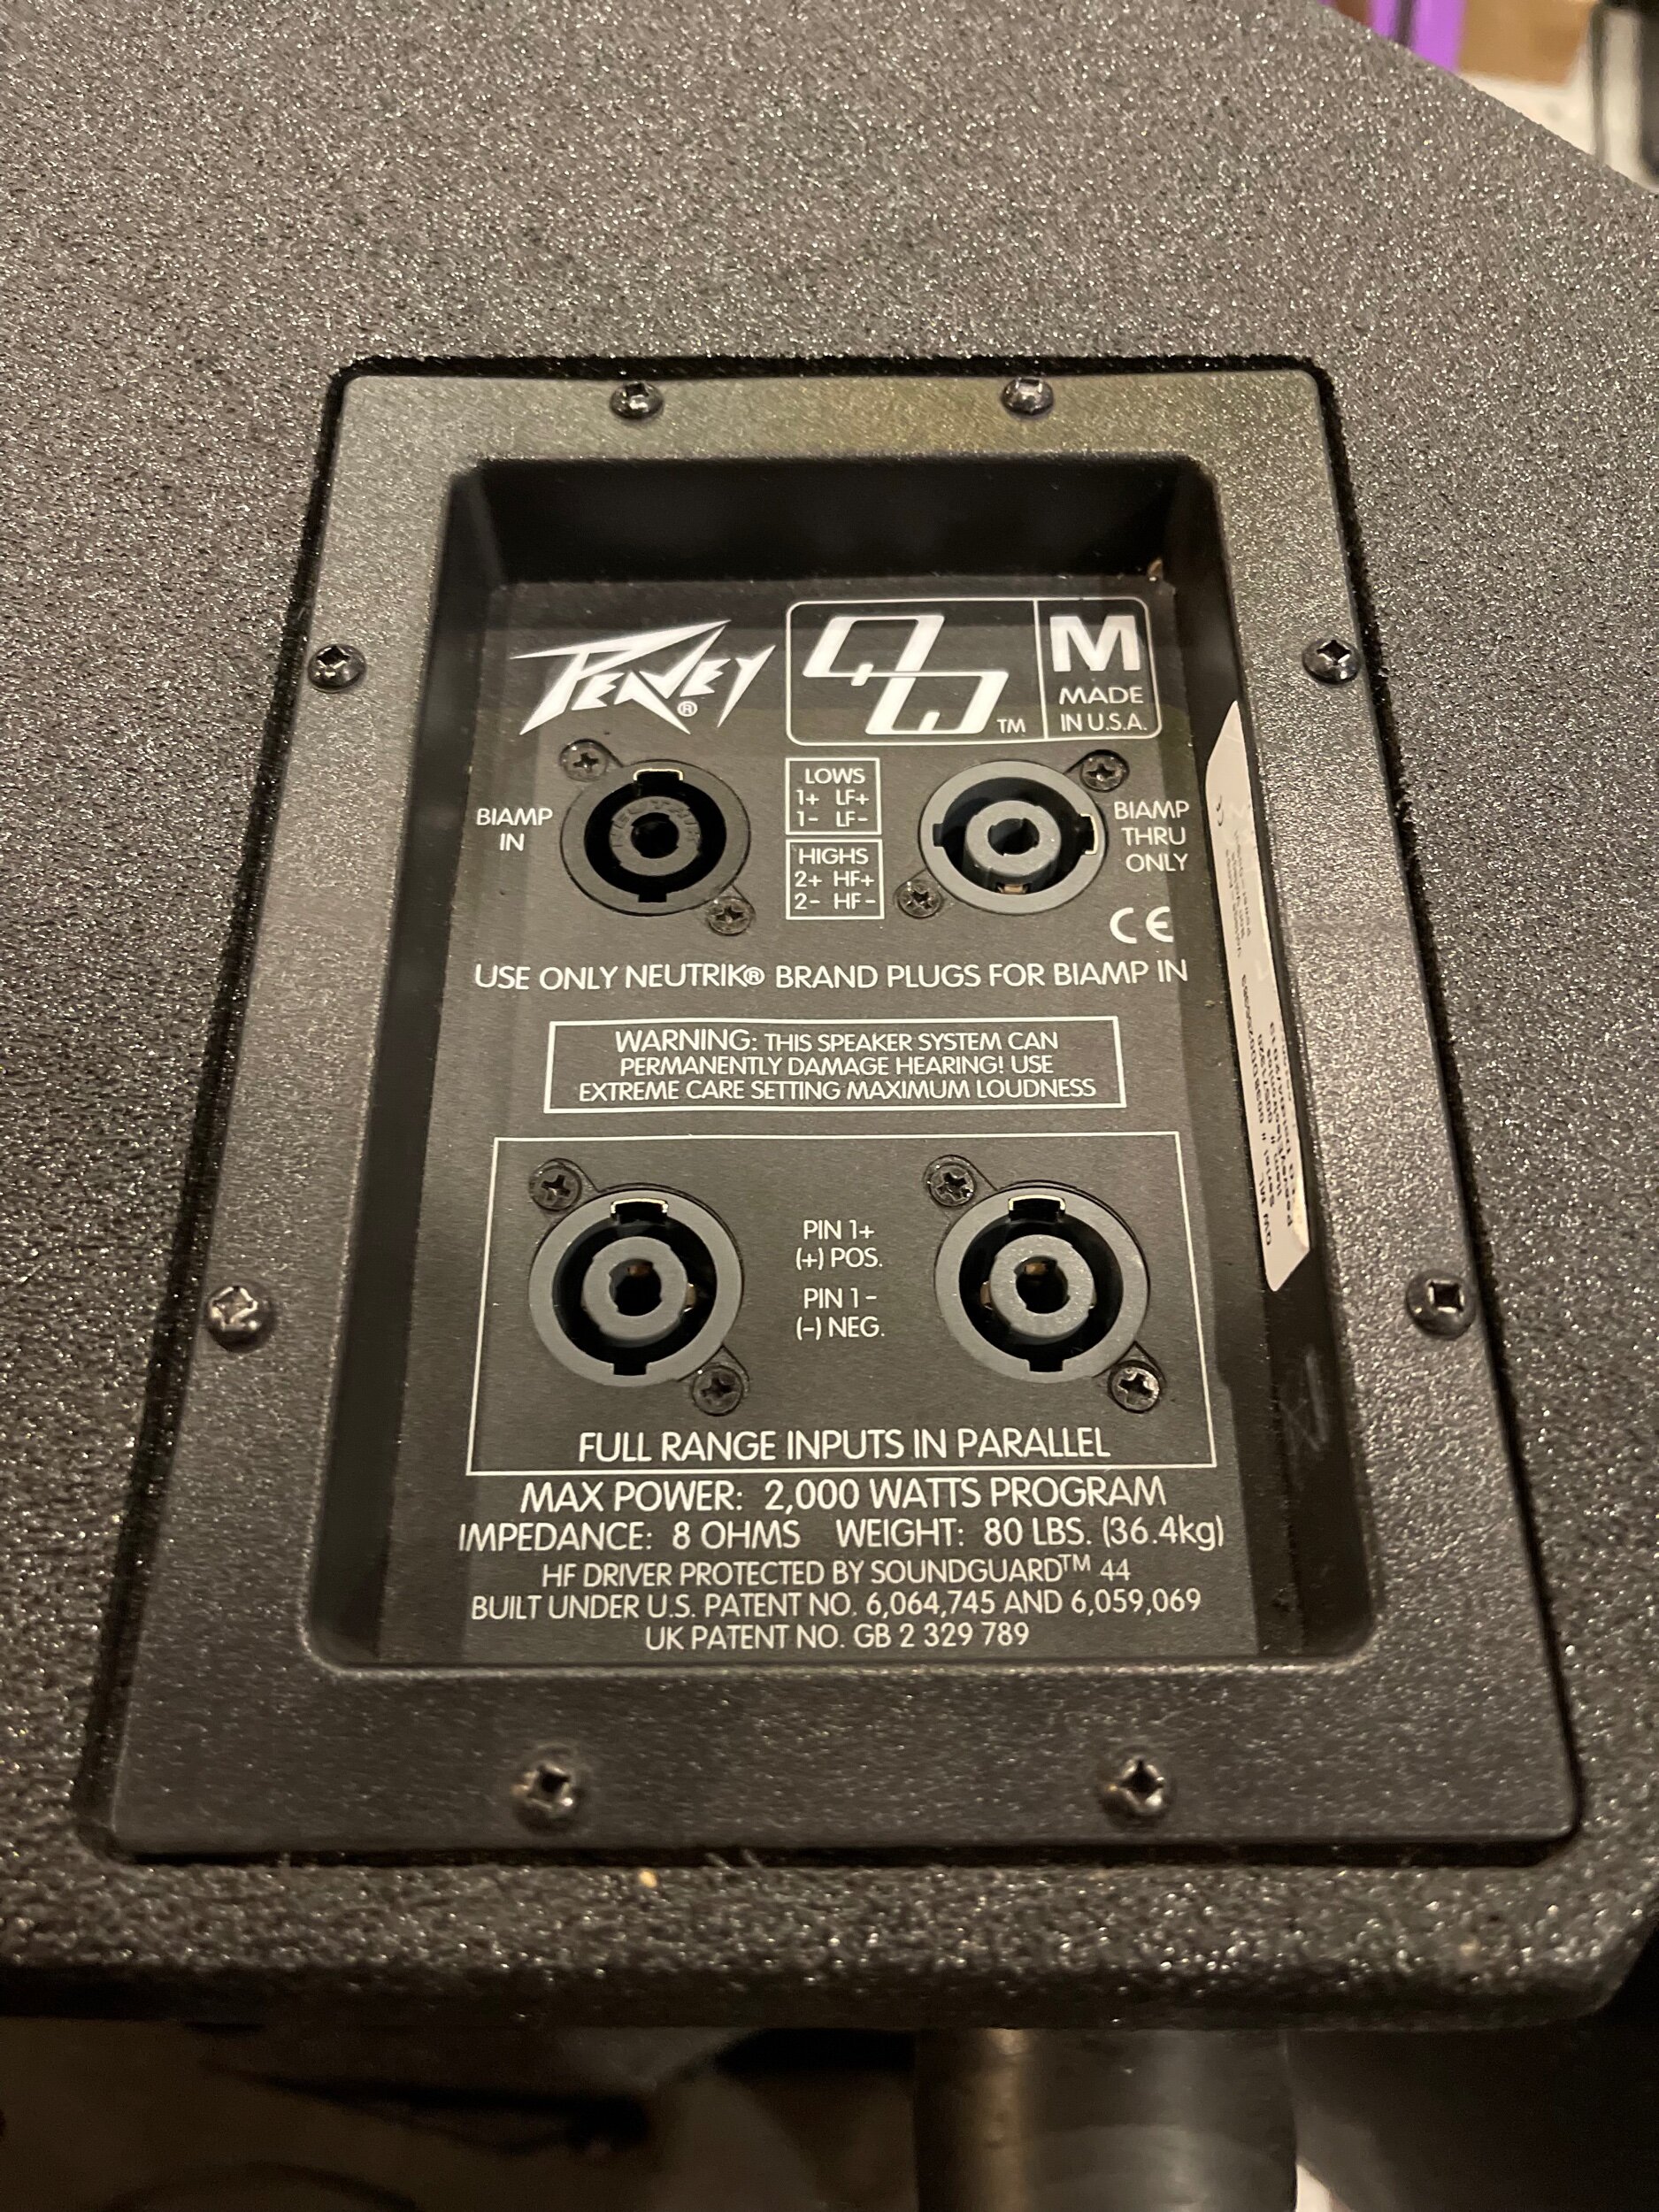 PEAVEY®
QW™
M
MADE
IN U.S.A.
BIAMP
IN
NEUTRIK
LOWS
1+ LF+
1- LF-
HIGHS
2+ HF+
2- HF-
BIAMP
THRU
ONLY
CE
USE ONLY NEUTRIK® BRAND PLUGS FOR BIAMP IN
WARNING: THIS SPEAKER SYSTEM CAN
PERMANENTLY DAMAGE HEARING! USE
EXTREME CARE SETTING MAXIMUM LOUDNESS
PIN 1+
(+) POS.
PIN 1-
(-) NEG.
FULL RANGE INPUTS IN PARALLEL
MAX POWER: 2,000 WATTS PROGRAM
IMPEDANCE: 8 OHMS WEIGHT: 80 LBS. (36.4kg)
HF DRIVER PROTECTED BY SOUNDGUARD™ 44
BUILT UNDER U.S. PATENT NO. 6,064,745 AND 6,059,069
UK PATENT NO. GB 2 329 789